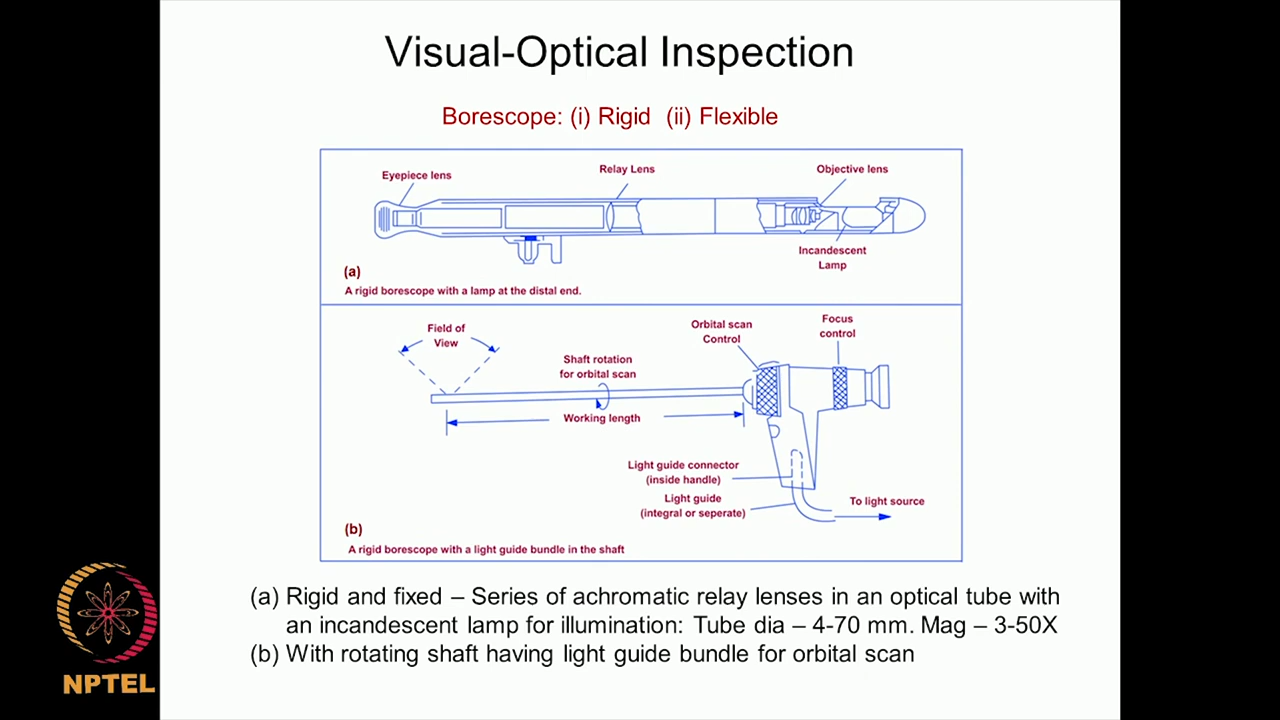 Visual-Optical Inspection
Borescope: (i) Rigid (ii) Flexible
Eyepiece lens
Relay Lens
Objective lens
Incandescent
Lamp
(a)
A rigid borescope with a lamp at the distal end.
Field of
View
Shaft rotation
for orbital scan
Orbital scan
Control
Focus
control
Working length
Light guide connector
(inside handle)
Light guide
(integral or seperate)
To light source
(b)
A rigid borescope with a light guide bundle in the shaft
(a) Rigid and fixed – Series of achromatic relay lenses in an optical tube with
an incandescent lamp for illumination: Tube dia – 4-70 mm. Mag – 3-50X
(b) With rotating shaft having light guide bundle for orbital scan
NPTEL